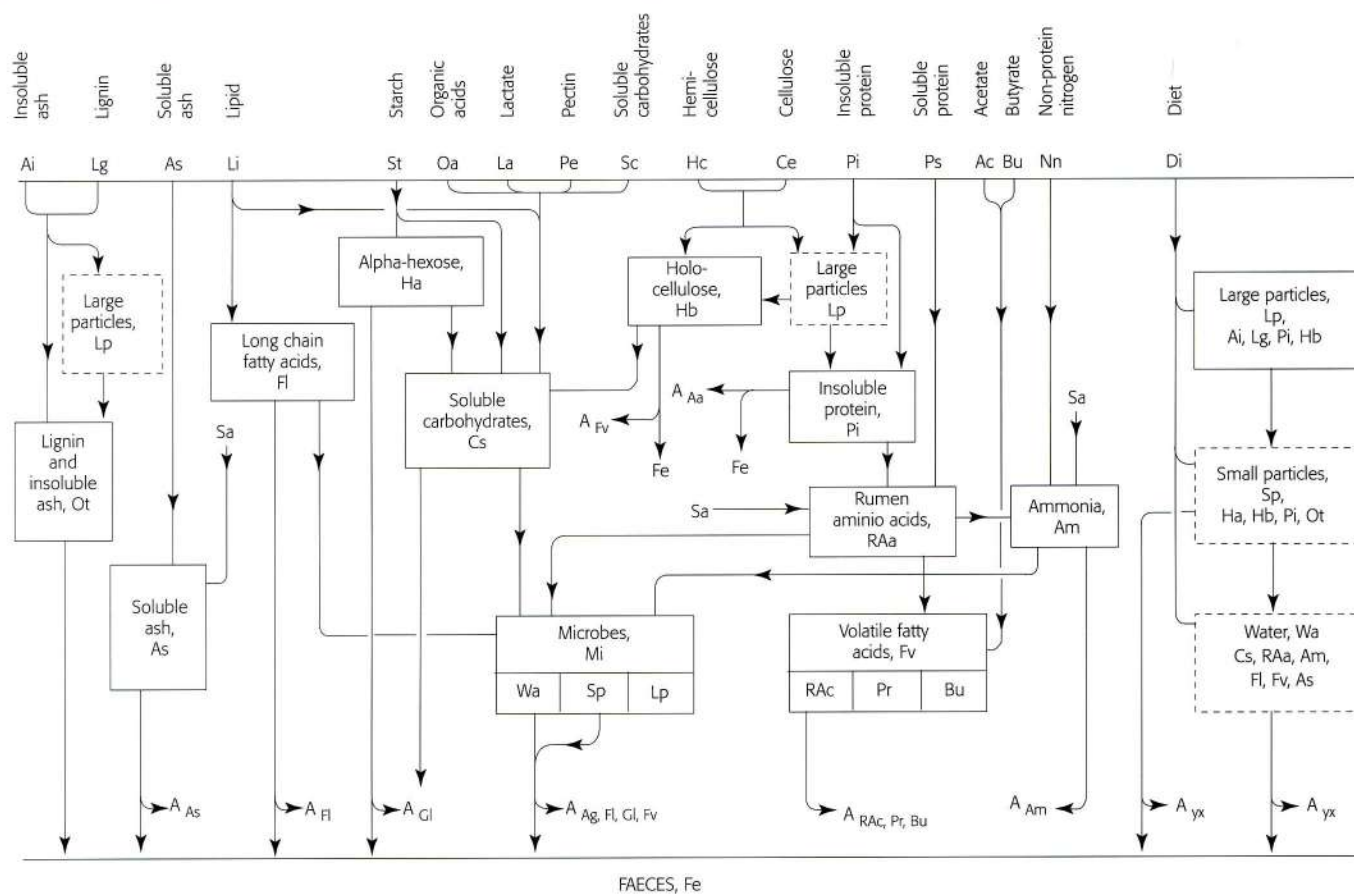 Insoluble
ash
Lignin
Soluble
ash
Lipid
Starch
Organic
acids
Lactate
Pectin
Soluble
carbohydrates
Hemi-
cellulose
Cellulose
Insoluble
protein
Soluble
protein
Acetate
Butyrate
Non-protein
nitrogen
Diet
Ai Lg As Li St Oa La Pe Sc Hc Ce Pi Ps Ac Bu Nn Di
Large
particles,
Lp
Alpha-hexose,
Ha
Holo-
cellulose,
Hb
Large
particles
Lp
Large particles,
Lp,
Ai, Lg, Pi, Hb
Long chain
fatty acids,
Fl
Soluble
carbohydrates,
Cs
A Aa
Insoluble
protein,
Pi
A Fv
Fe
Fe
Sa
Sa
Lignin
and
insoluble
ash, Ot
Small particles,
Sp,
Ha, Hb, Pi, Ot
Sa
Rumen
aminio acids,
RAa
Ammonia,
Am
Soluble
ash,
As
Microbes,
Mi
Wa Sp Lp
Volatile fatty
acids, Fv
RAc Pr Bu
Water, Wa
Cs, RAa, Am,
Fl, Fv, As
A As
A Fl
A Gl
A Ag, Fl, Gl, Fv
A RAc, Pr, Bu
A Am
A yx
A yx
FAECES, Fe